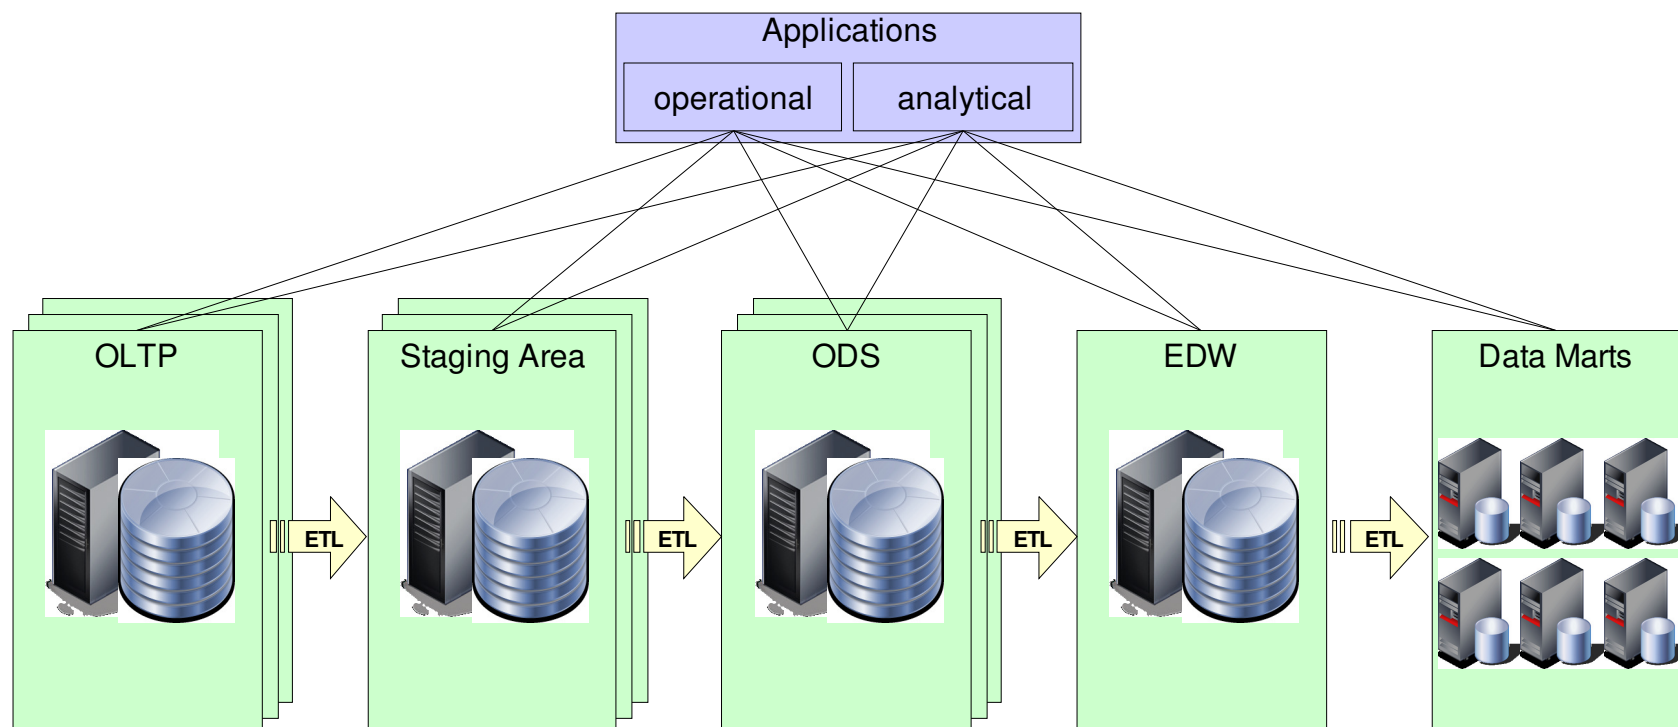 Applications
operational analytical
OLTP Staging Area ODS EDW Data Marts
ETL ETL ETL ETL